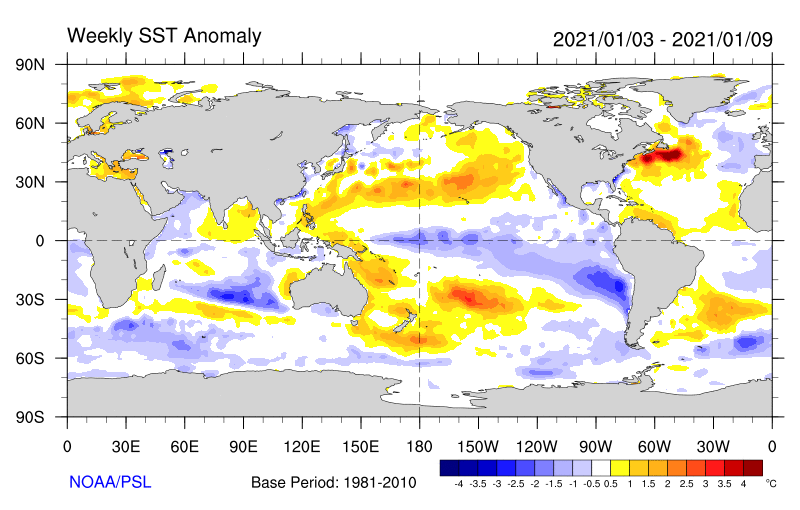 Weekly SST Anomaly 2021/01/03 - 2021/01/09
90N
60N
30N
0
30S
60S
90S
0 30E 60E 90E 120E 150E 180 150W 120W 90W 60W 30W 0
NOAA/PSL Base Period: 1981-2010
-4 -3.5 -3 -2.5 -2 -1.5 -1 -0.5 0.5 1 1.5 2 2.5 3 3.5 4 °C